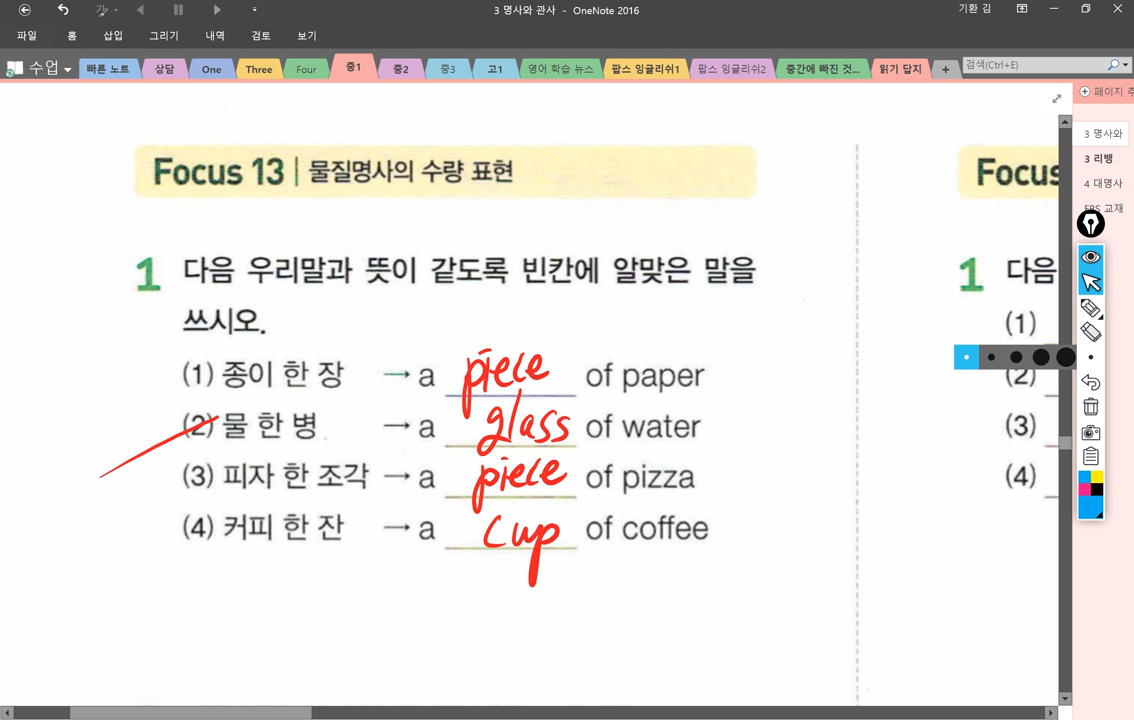 3 명사와 관사 - OneNote 2016
기환 김
파일 홈 삽입 그리기 내역 검토 보기
수업 빠른 노트 상담 One Three Four 중1 중2 중3 고1 영어 학습 뉴스 팝스 잉글리쉬1 팝스 잉글리쉬2 중간에 빠진 것... 읽기 답지 +
검색(Ctrl+E)
페이지 추
3 명사와
3 리뱅
4 대명사
EBS 교재
Focus 13 | 물질명사의 수량 표현
1 다음 우리말과 뜻이 같도록 빈칸에 알맞은 말을
쓰시오.
(1) 종이 한 장 → a piece of paper
(2) 물 한 병 → a glass of water
(3) 피자 한 조각 → a piece of pizza
(4) 커피 한 잔 → a cup of coffee
Focus
1 다음
(1)
(2)
(3)
(4)